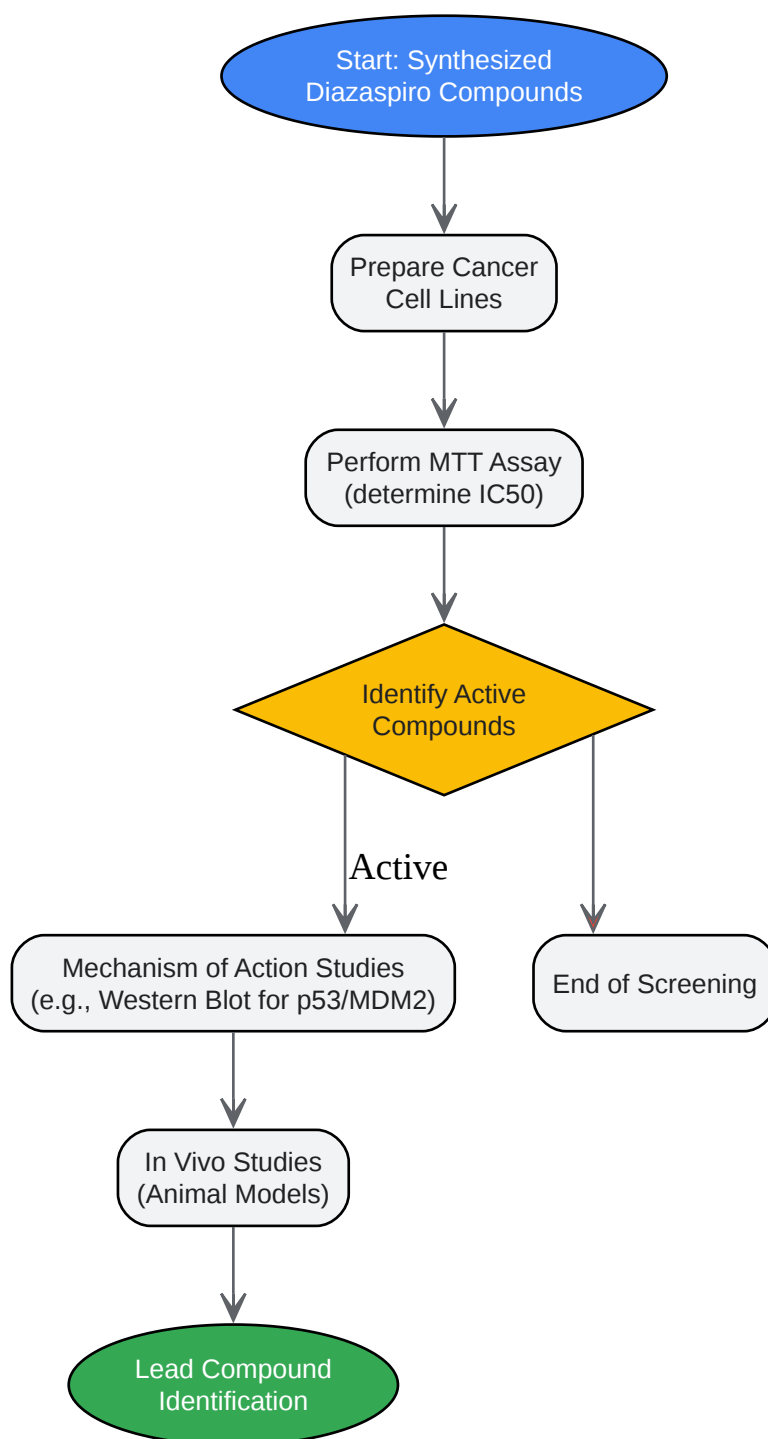 Start: Synthesized
Diazaspiro Compounds
Prepare Cancer
Cell Lines
Perform MTT Assay
(determine IC50)
Identify Active
Compounds
Active
Mechanism of Action Studies
(e.g., Western Blot for p53/MDM2)
End of Screening
In Vivo Studies
(Animal Models)
Lead Compound
Identification